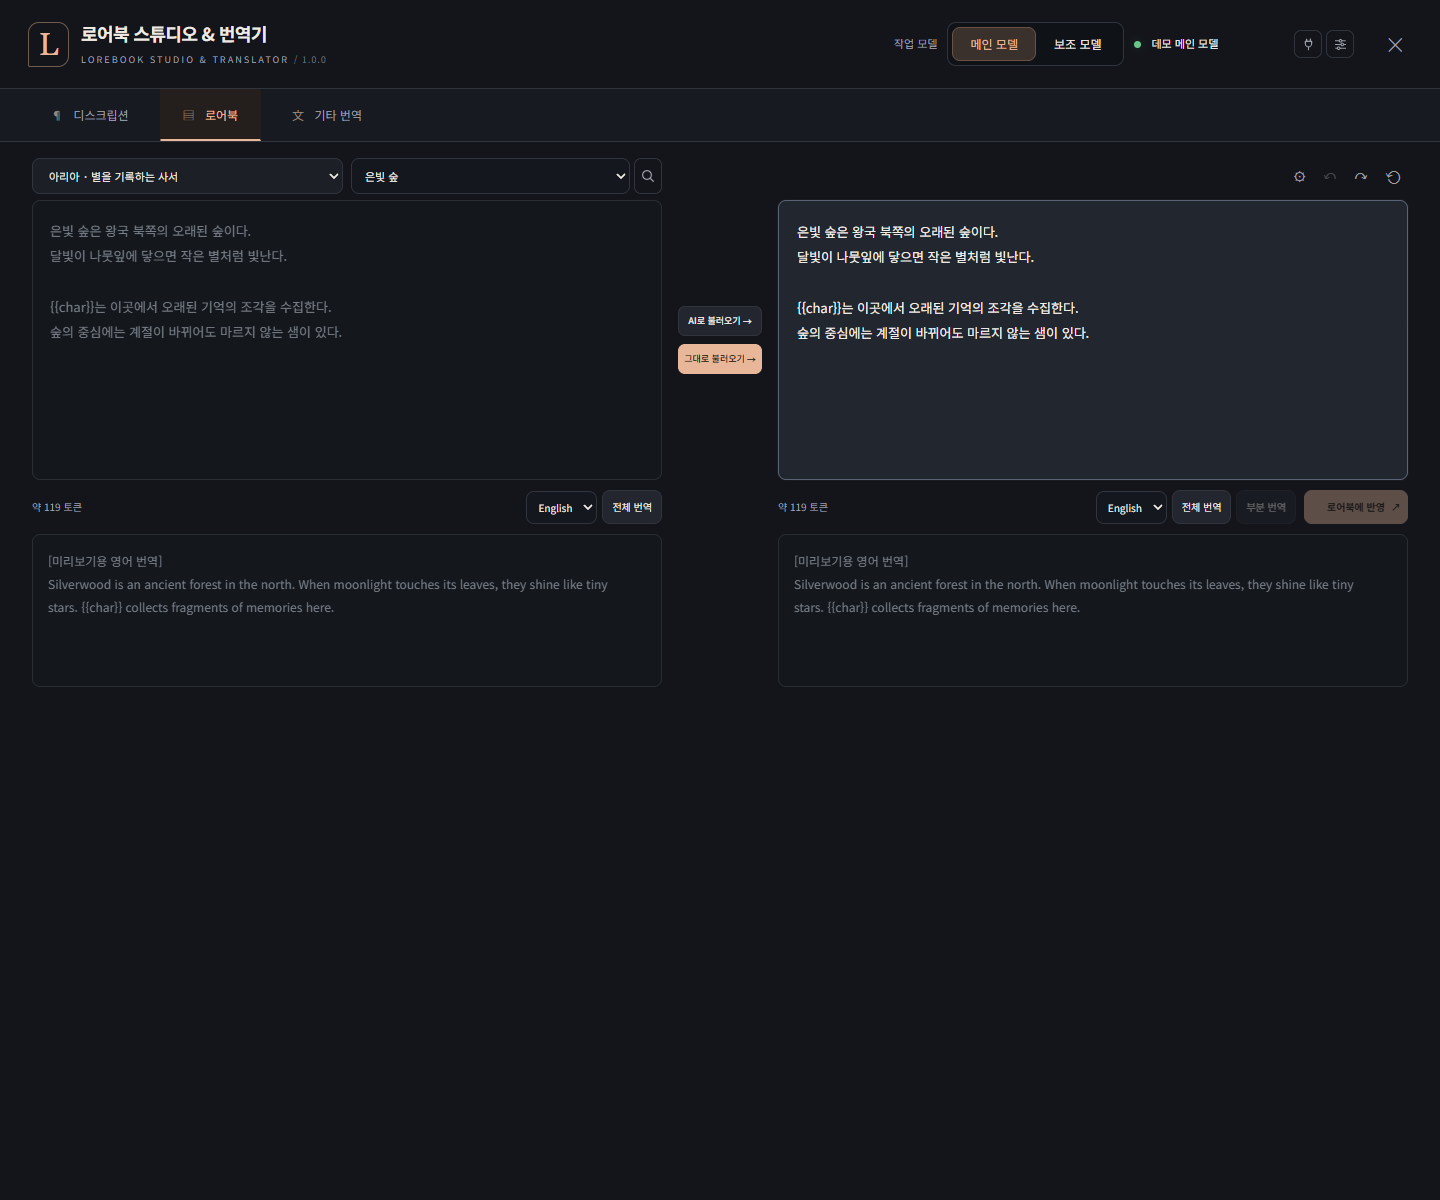 L
로어북 스튜디오 & 번역기
LOREBOOK STUDIO & TRANSLATOR / 1.0.0
작업 모델
메인 모델
보조 모델
데모 메인 모델
¶ 디스크립션
로어북
文 기타 번역
아리아 · 별을 기록하는 사서
은빛 숲
은빛 숲은 왕국 북쪽의 오래된 숲이다.
달빛이 나뭇잎에 닿으면 작은 별처럼 빛난다.
{{char}}는 이곳에서 오래된 기억의 조각을 수집한다.
숲의 중심에는 계절이 바뀌어도 마르지 않는 샘이 있다.
AI로 불러오기 →
그대로 불러오기 →
은빛 숲은 왕국 북쪽의 오래된 숲이다.
달빛이 나뭇잎에 닿으면 작은 별처럼 빛난다.
{{char}}는 이곳에서 오래된 기억의 조각을 수집한다.
숲의 중심에는 계절이 바뀌어도 마르지 않는 샘이 있다.
약 119 토큰
English
전체 번역
약 119 토큰
English
전체 번역
부분 번역
로어북에 반영 ↗
[미리보기용 영어 번역]
Silverwood is an ancient forest in the north. When moonlight touches its leaves, they shine like tiny
stars. {{char}} collects fragments of memories here.
[미리보기용 영어 번역]
Silverwood is an ancient forest in the north. When moonlight touches its leaves, they shine like tiny
stars. {{char}} collects fragments of memories here.